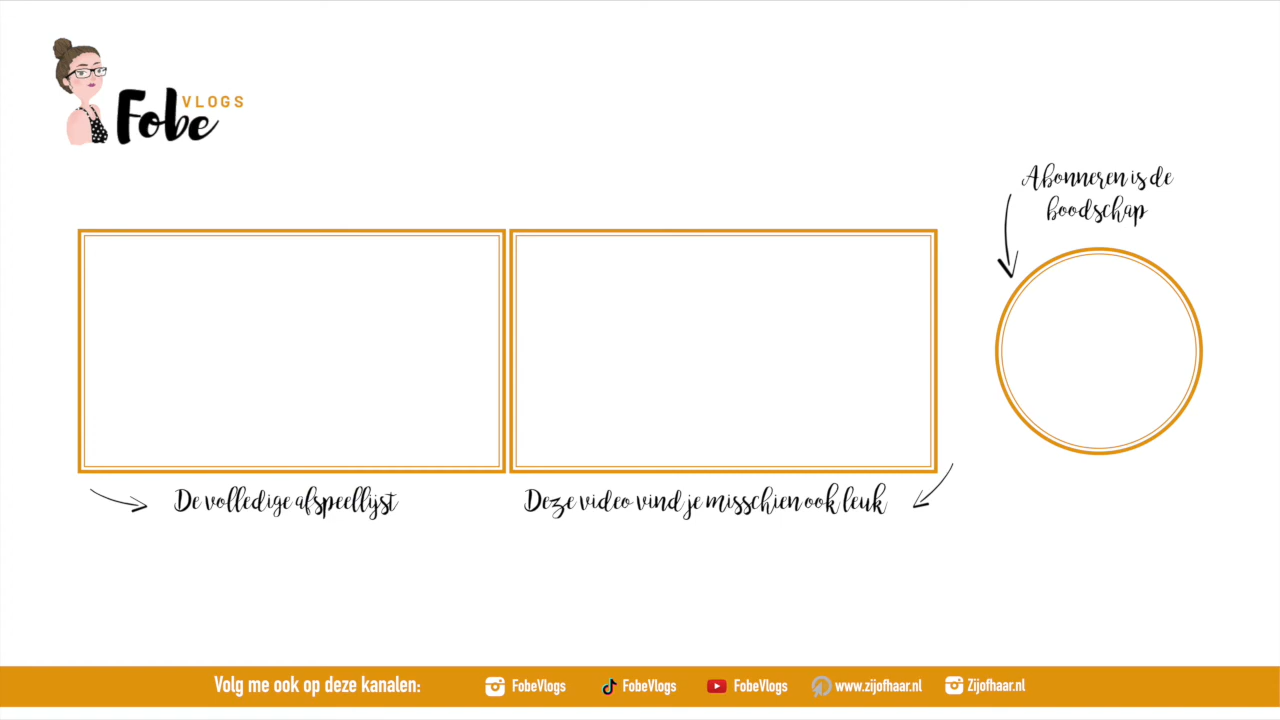 VLOGS
Fobe
Abonneren is de
boodschap
De volledige afspeellijst
Deze video vind je misschien ook leuk
Volg me ook op deze kanalen: FobeVlogs FobeVlogs FobeVlogs www.zijofhaar.nl Zijofhaar.nl